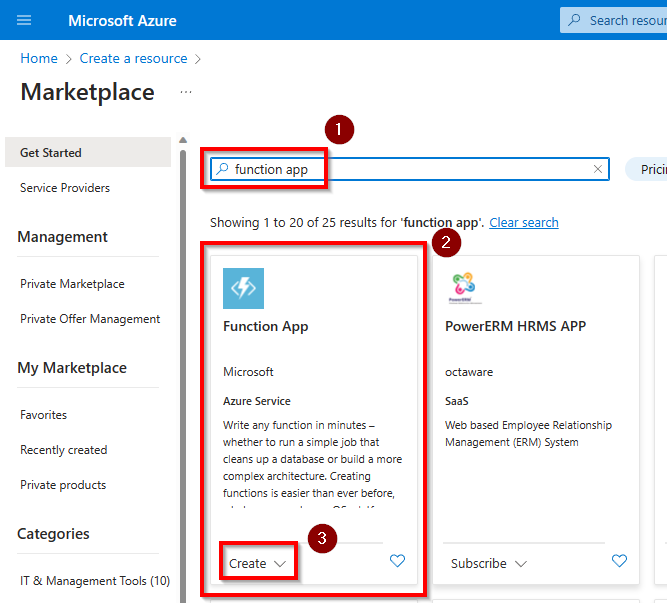 Microsoft Azure
Search resour
Home > Create a resource >
Marketplace ...
1
Get Started
Service Providers
Management
Private Marketplace
Private Offer Management
My Marketplace
Favorites
Recently created
Private products
Categories
IT & Management Tools (10)
function app
Pricin
Showing 1 to 20 of 25 results for 'function app'. Clear search
2
Function App
Microsoft
Azure Service
Write any function in minutes –
whether to run a simple job that
cleans up a database or build a more
complex architecture. Creating
functions is easier than ever before,
3
Create
PowerERM
PowerERM HRMS APP
octaware
SaaS
Web based Employee Relationship
Management (ERM) System
Subscribe